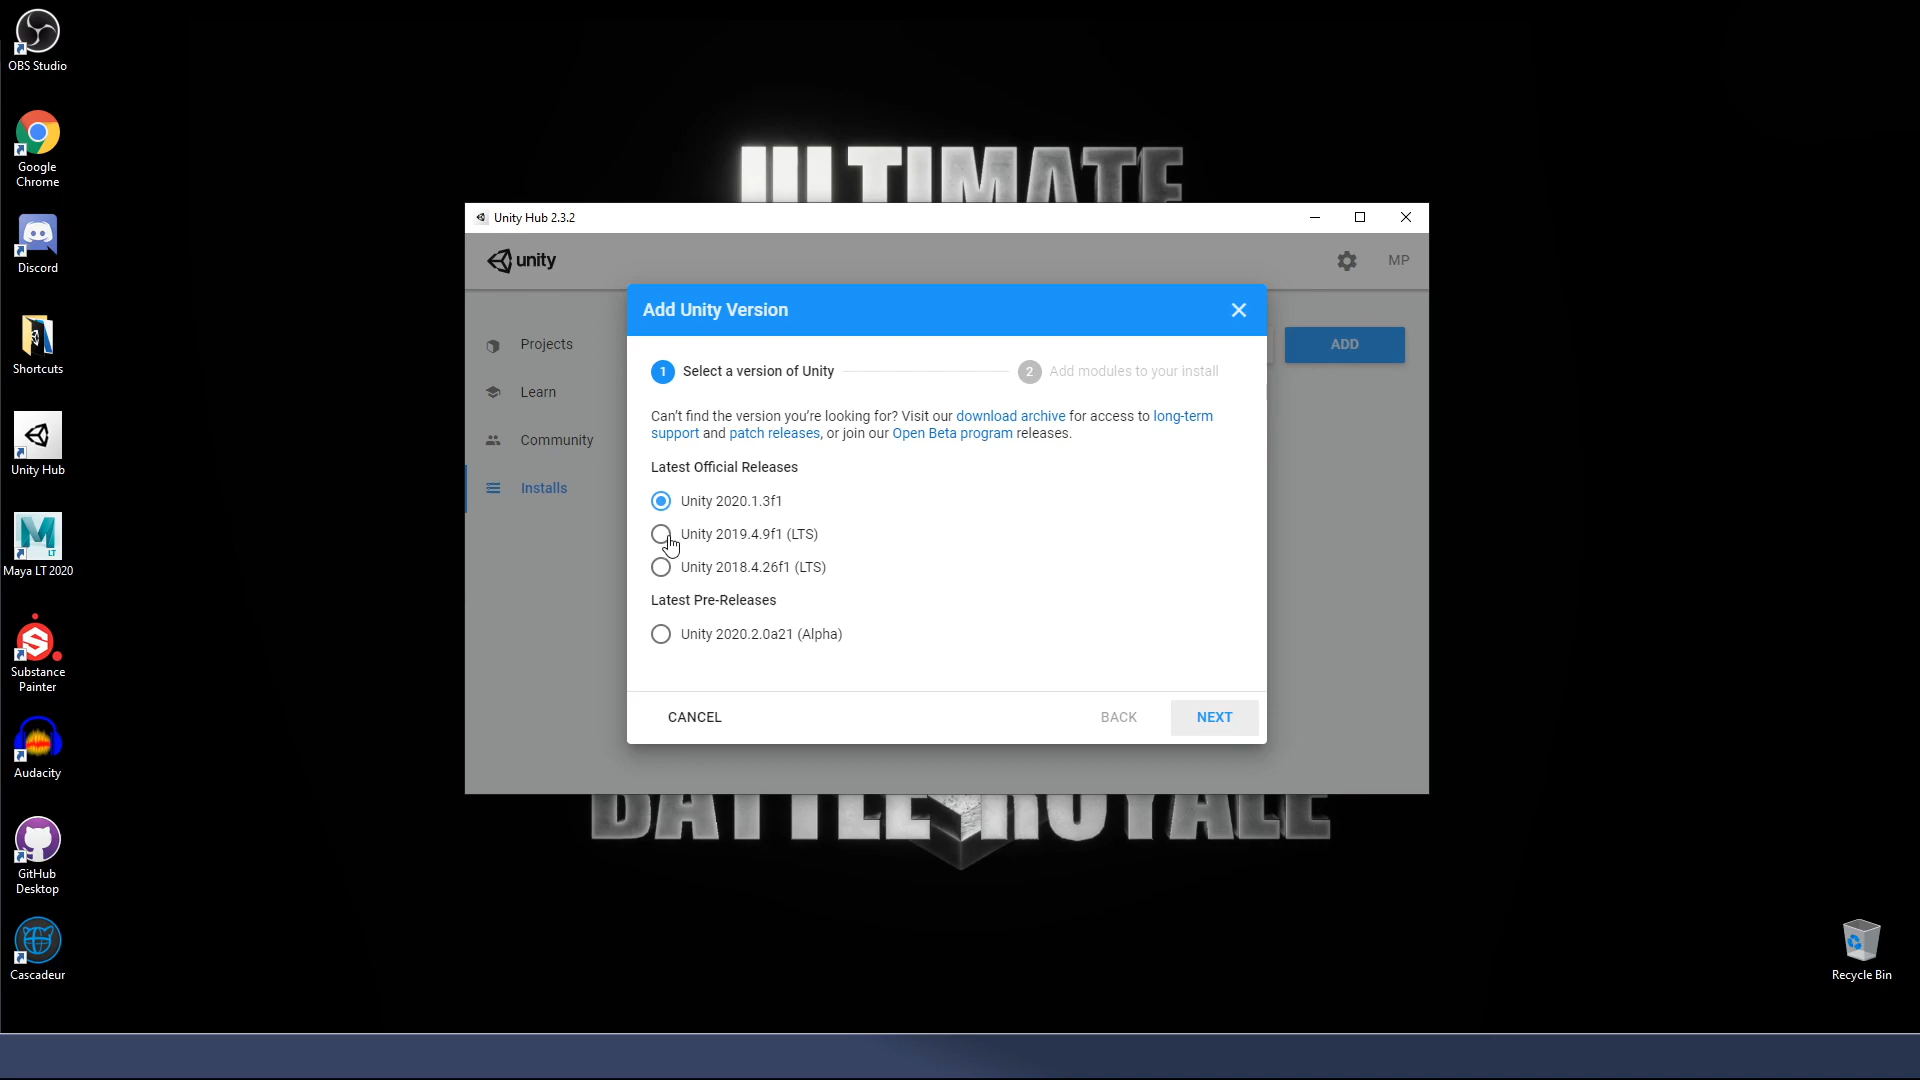 OBS Studio
Google
Chrome
Discord
Shortcuts
Unity Hub
LT
Maya LT 2020
Substance
Painter
Audacity
GitHub
Desktop
Cascadeur
ULTIMATE
Unity Hub 2.3.2
unity
MP
Projects
Learn
Community
Installs
ADD
Add Unity Version
1 Select a version of Unity
2 Add modules to your install
Can't find the version you're looking for? Visit our download archive for access to long-term
support and patch releases, or join our Open Beta program releases.
Latest Official Releases
Unity 2020.1.3f1
Unity 2019.4.9f1 (LTS)
Unity 2018.4.26f1 (LTS)
Latest Pre-Releases
Unity 2020.2.0a21 (Alpha)
CANCEL
BACK
NEXT
BATTLE ROYALE
Recycle Bin